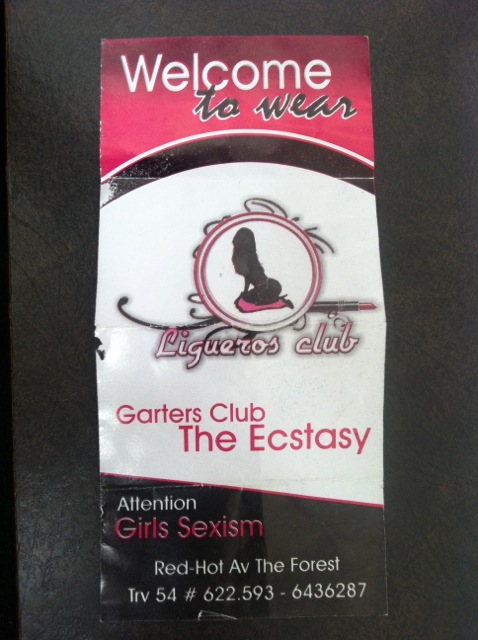 Welcome
to wear
Ligueros club
Garters Club
The Ecstasy
Attention
Girls Sexism
Red-Hot Av The Forest
Trv 54 # 622.593 - 6436287